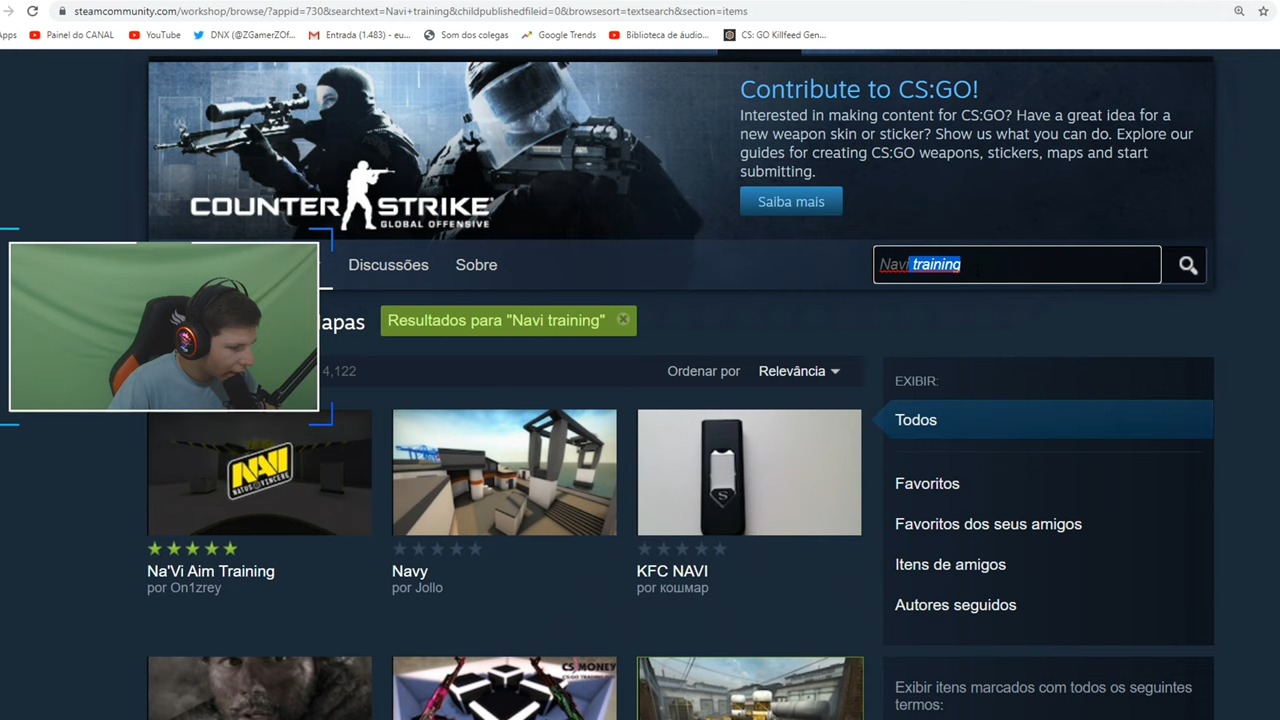 steamcommunity.com/workshop/browse/?appid=730&searchtext=Navi+training&childpublishedfileid=0&browsesort=textsearch&section=items
Apps Painel do CANAL YouTube DNX (@ZGamerZOf... Entrada (1.483) - eu... Som dos colegas Google Trends Biblioteca de áudio... CS: GO Killfeed Gen...
Contribute to CS:GO!
Interested in making content for CS:GO? Have a great idea for a
new weapon skin or sticker? Show us what you can do. Explore our
guides for creating CS:GO weapons, stickers, maps and start
submitting.
Saiba mais
COUNTER STRIKE
GLOBAL OFFENSIVE
Discussões Sobre
Navi training
Mapas Resultados para "Navi training"
4,122
Ordenar por Relevância
EXIBIR:
Todos
Favoritos
Favoritos dos seus amigos
Itens de amigos
Autores seguidos
NAVI
NATUS VINCERE
S
Na'Vi Aim Training
por On1zrey
Navy
por Jollo
KFC NAVI
por кошмар
CS MONEY
Exibir itens marcados com todos os seguintes
termos: